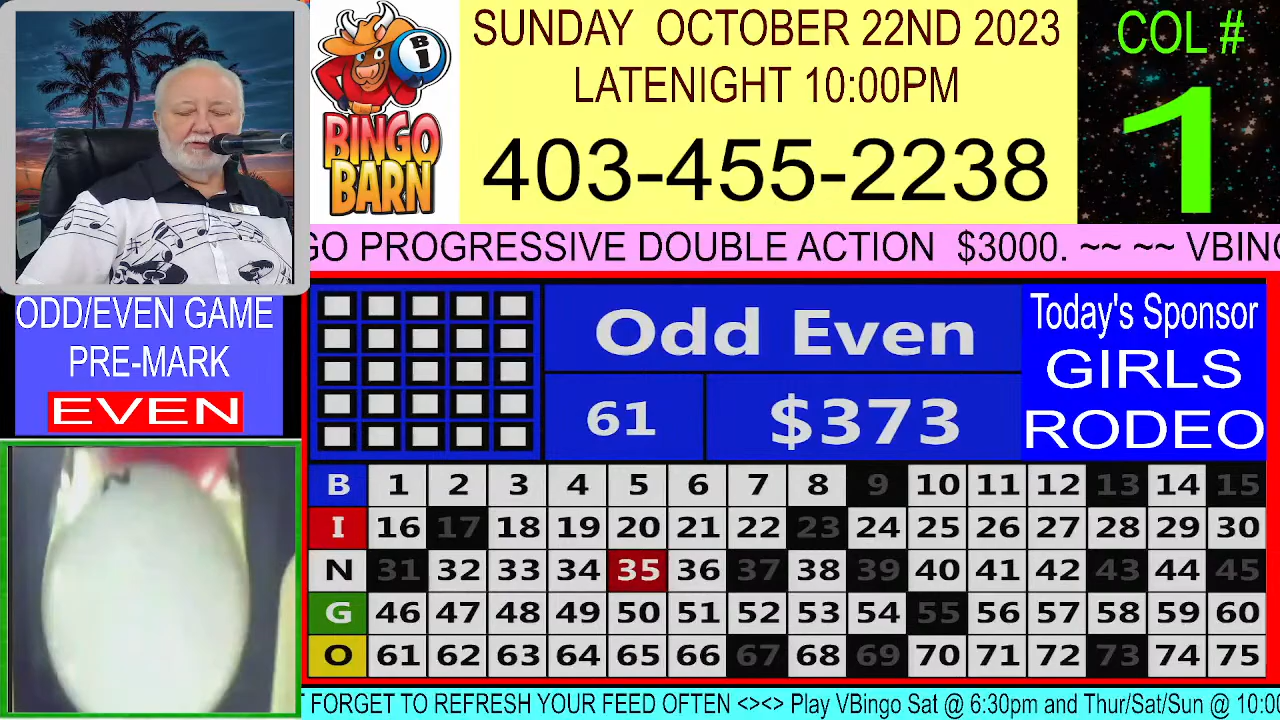 SUNDAY OCTOBER 22ND 2023
LATENIGHT 10:00PM
403-455-2238
B
I
BINGO
BARN
COL #
1
GO PROGRESSIVE DOUBLE ACTION $3000. ~~ ~~ VBING
ODD/EVEN GAME
PRE-MARK
EVEN
Odd Even
61 $373
Today's Sponsor
GIRLS
RODEO
B 1 2 3 4 5 6 7 8 9 10 11 12 13 14 15
I 16 17 18 19 20 21 22 23 24 25 26 27 28 29 30
N 31 32 33 34 35 36 37 38 39 40 41 42 43 44 45
G 46 47 48 49 50 51 52 53 54 55 56 57 58 59 60
O 61 62 63 64 65 66 67 68 69 70 71 72 73 74 75
FORGET TO REFRESH YOUR FEED OFTEN <><> Play VBingo Sat @ 6:30pm and Thur/Sat/Sun @ 10:00